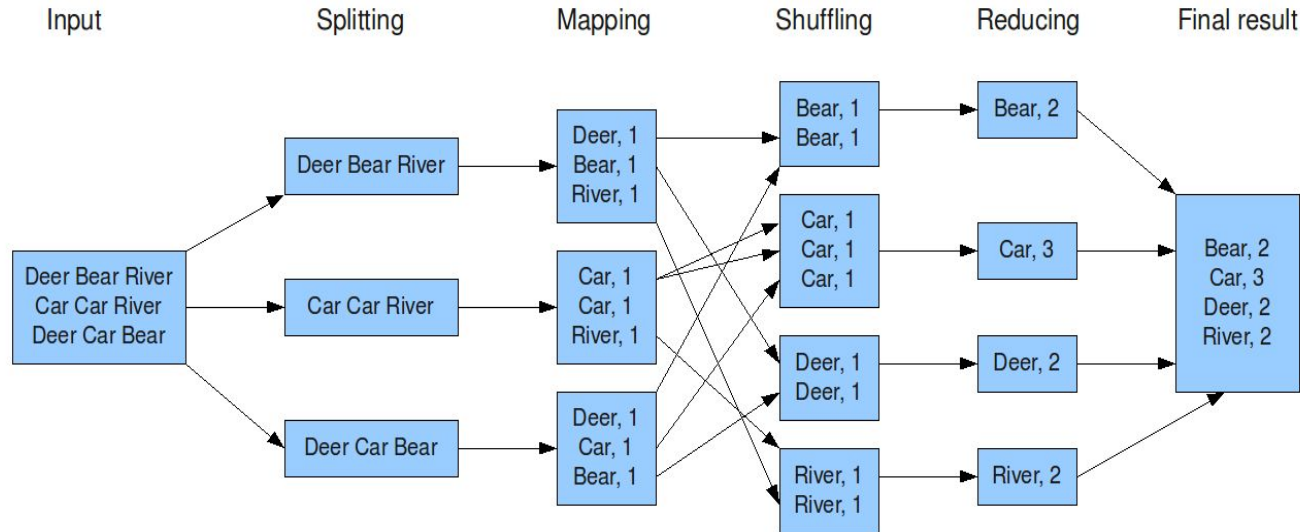 Input
Splitting
Mapping
Shuffling
Reducing
Final result
Deer Bear River
Car Car River
Deer Car Bear
Deer Bear River
Car Car River
Deer Car Bear
Deer, 1
Bear, 1
River, 1
Car, 1
Car, 1
River, 1
Deer, 1
Car, 1
Bear, 1
Bear, 1
Bear, 1
Car, 1
Car, 1
Car, 1
Deer, 1
Deer, 1
River, 1
River, 1
Bear, 2
Car, 3
Deer, 2
River, 2
Bear, 2
Car, 3
Deer, 2
River, 2